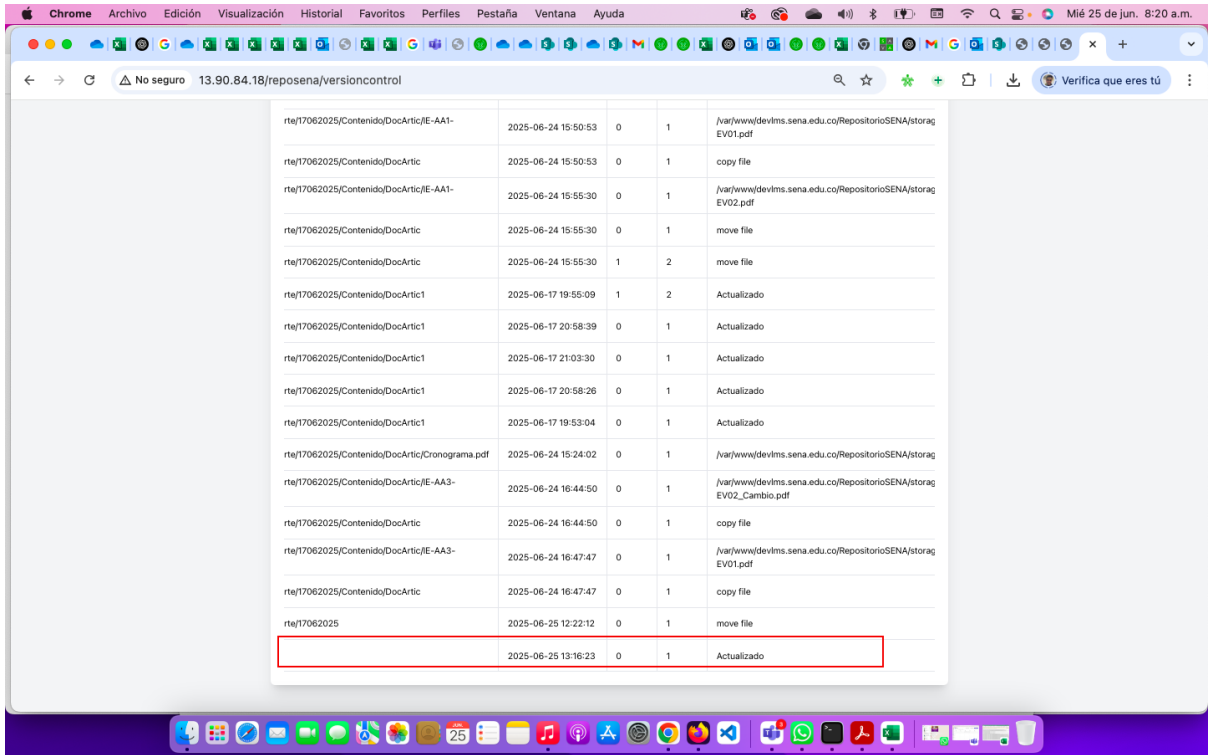 Chrome Archivo Edición Visualización Historial Favoritos Perfiles Pestaña Ventana Ayuda Mié 25 de jun. 8:20 a.m.
No seguro 13.90.84.18/reposena/versioncontrol Verifica que eres tú
rte/17062025/Contenido/DocArtic/IE-AA1- 2025-06-24 15:50:53 0 1 /var/www/devlms.sena.edu.co/RepositorioSENA/storag
EV01.pdf
rte/17062025/Contenido/DocArtic 2025-06-24 15:50:53 0 1 copy file
rte/17062025/Contenido/DocArtic/IE-AA1- 2025-06-24 15:55:30 0 1 /var/www/devlms.sena.edu.co/RepositorioSENA/storag
EV02.pdf
rte/17062025/Contenido/DocArtic 2025-06-24 15:55:30 0 1 move file
rte/17062025/Contenido/DocArtic 2025-06-24 15:55:30 1 2 move file
rte/17062025/Contenido/DocArtic1 2025-06-17 19:55:09 1 2 Actualizado
rte/17062025/Contenido/DocArtic1 2025-06-17 20:58:39 0 1 Actualizado
rte/17062025/Contenido/DocArtic1 2025-06-17 21:03:30 0 1 Actualizado
rte/17062025/Contenido/DocArtic1 2025-06-17 20:58:26 0 1 Actualizado
rte/17062025/Contenido/DocArtic1 2025-06-17 19:53:04 0 1 Actualizado
rte/17062025/Contenido/DocArtic/Cronograma.pdf 2025-06-24 15:24:02 0 1 /var/www/devlms.sena.edu.co/RepositorioSENA/storag
rte/17062025/Contenido/DocArtic/IE-AA3- 2025-06-24 16:44:50 0 1 /var/www/devlms.sena.edu.co/RepositorioSENA/storag
EV02_Cambio.pdf
rte/17062025/Contenido/DocArtic 2025-06-24 16:44:50 0 1 copy file
rte/17062025/Contenido/DocArtic/IE-AA3- 2025-06-24 16:47:47 0 1 /var/www/devlms.sena.edu.co/RepositorioSENA/storag
EV01.pdf
rte/17062025/Contenido/DocArtic 2025-06-24 16:47:47 0 1 copy file
rte/17062025 2025-06-25 12:22:12 0 1 move file
2025-06-25 13:16:23 0 1 Actualizado
JUN. 25